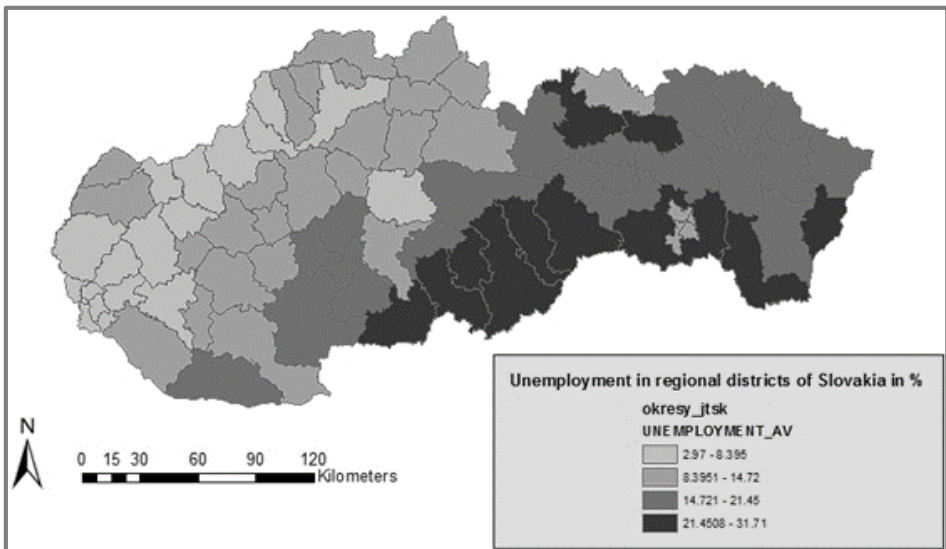 Unemployment in regional districts of Slovakia in %
okresy_jtsk
UNEMPLOYMENT_AV
2.97 - 8.395
8.3951 - 14.72
14.721 - 21.45
21.4508 - 31.71
N
0 15 30 60 90 120
Kilometers